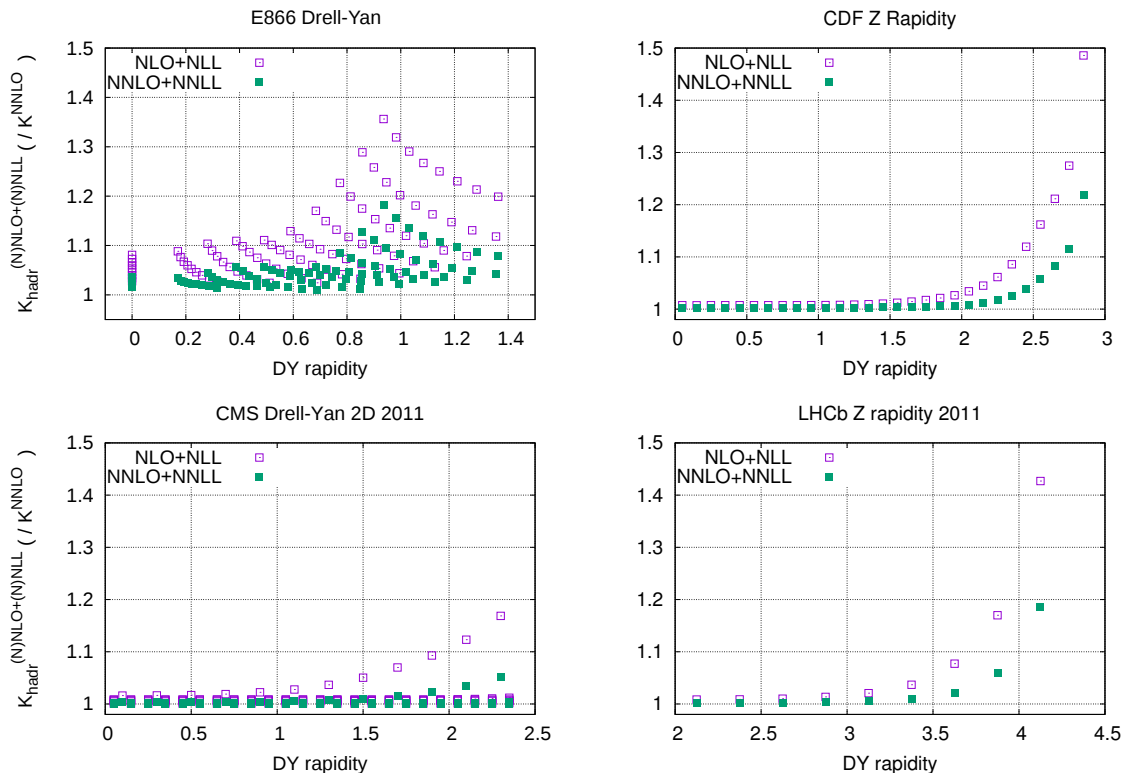 E866 Drell-Yan
K_hadr^(N)NLO+(N)NLL ( / K^NNLO )
1.5
1.4
1.3
1.2
1.1
1
NLO+NLL
NNLO+NNLL
0 0.2 0.4 0.6 0.8 1 1.2 1.4
DY rapidity
CDF Z Rapidity
1.5
1.4
1.3
1.2
1.1
1
NLO+NLL
NNLO+NNLL
0 0.5 1 1.5 2 2.5 3
DY rapidity
CMS Drell-Yan 2D 2011
K_hadr^(N)NLO+(N)NLL ( / K^NNLO )
1.5
1.4
1.3
1.2
1.1
1
NLO+NLL
NNLO+NNLL
0 0.5 1 1.5 2 2.5
DY rapidity
LHCb Z rapidity 2011
1.5
1.4
1.3
1.2
1.1
1
NLO+NLL
NNLO+NNLL
2 2.5 3 3.5 4 4.5
DY rapidity